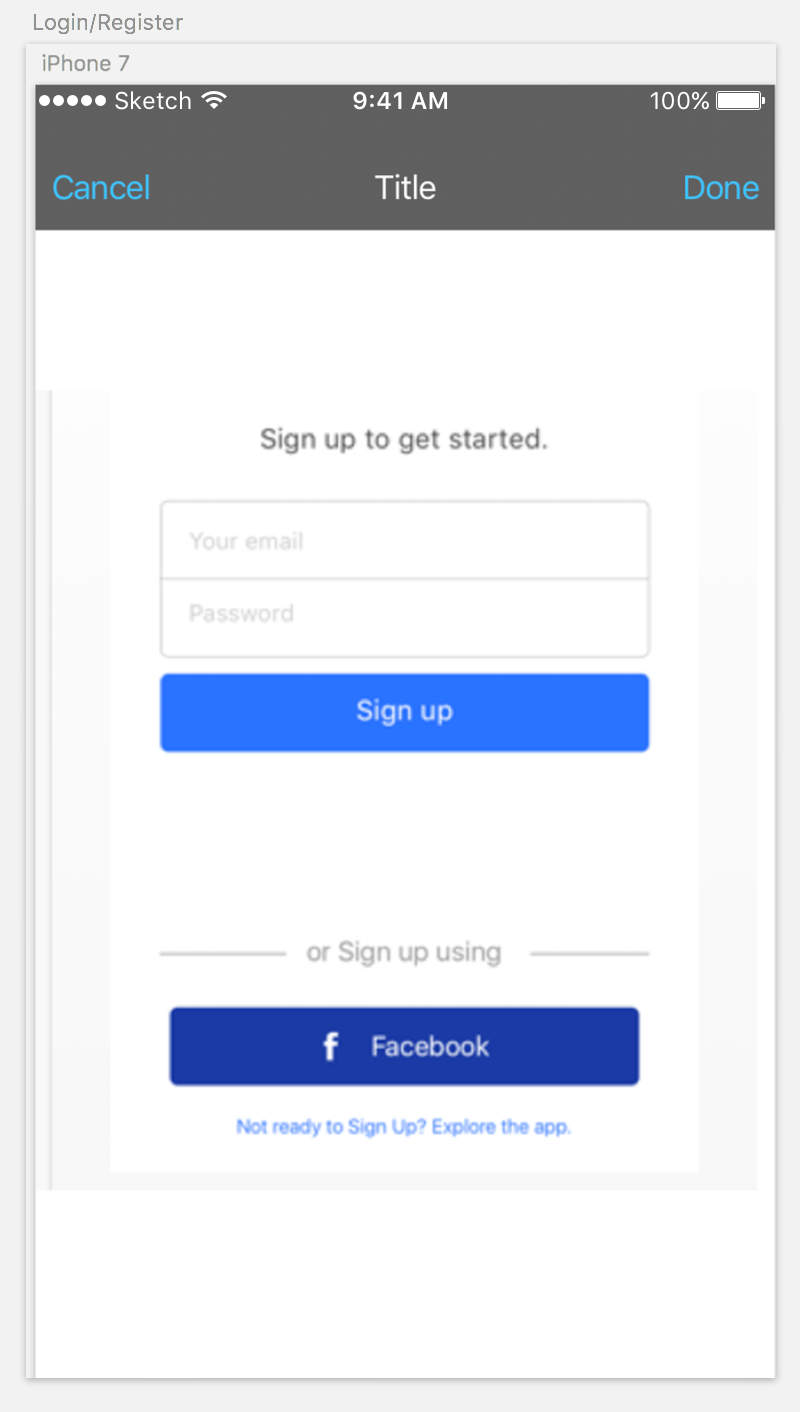 Login/Register
iPhone 7
Sketch 9:41 AM 100%
Cancel Title Done
Sign up to get started.
Your email
Password
Sign up
or Sign up using
f Facebook
Not ready to Sign Up? Explore the app.